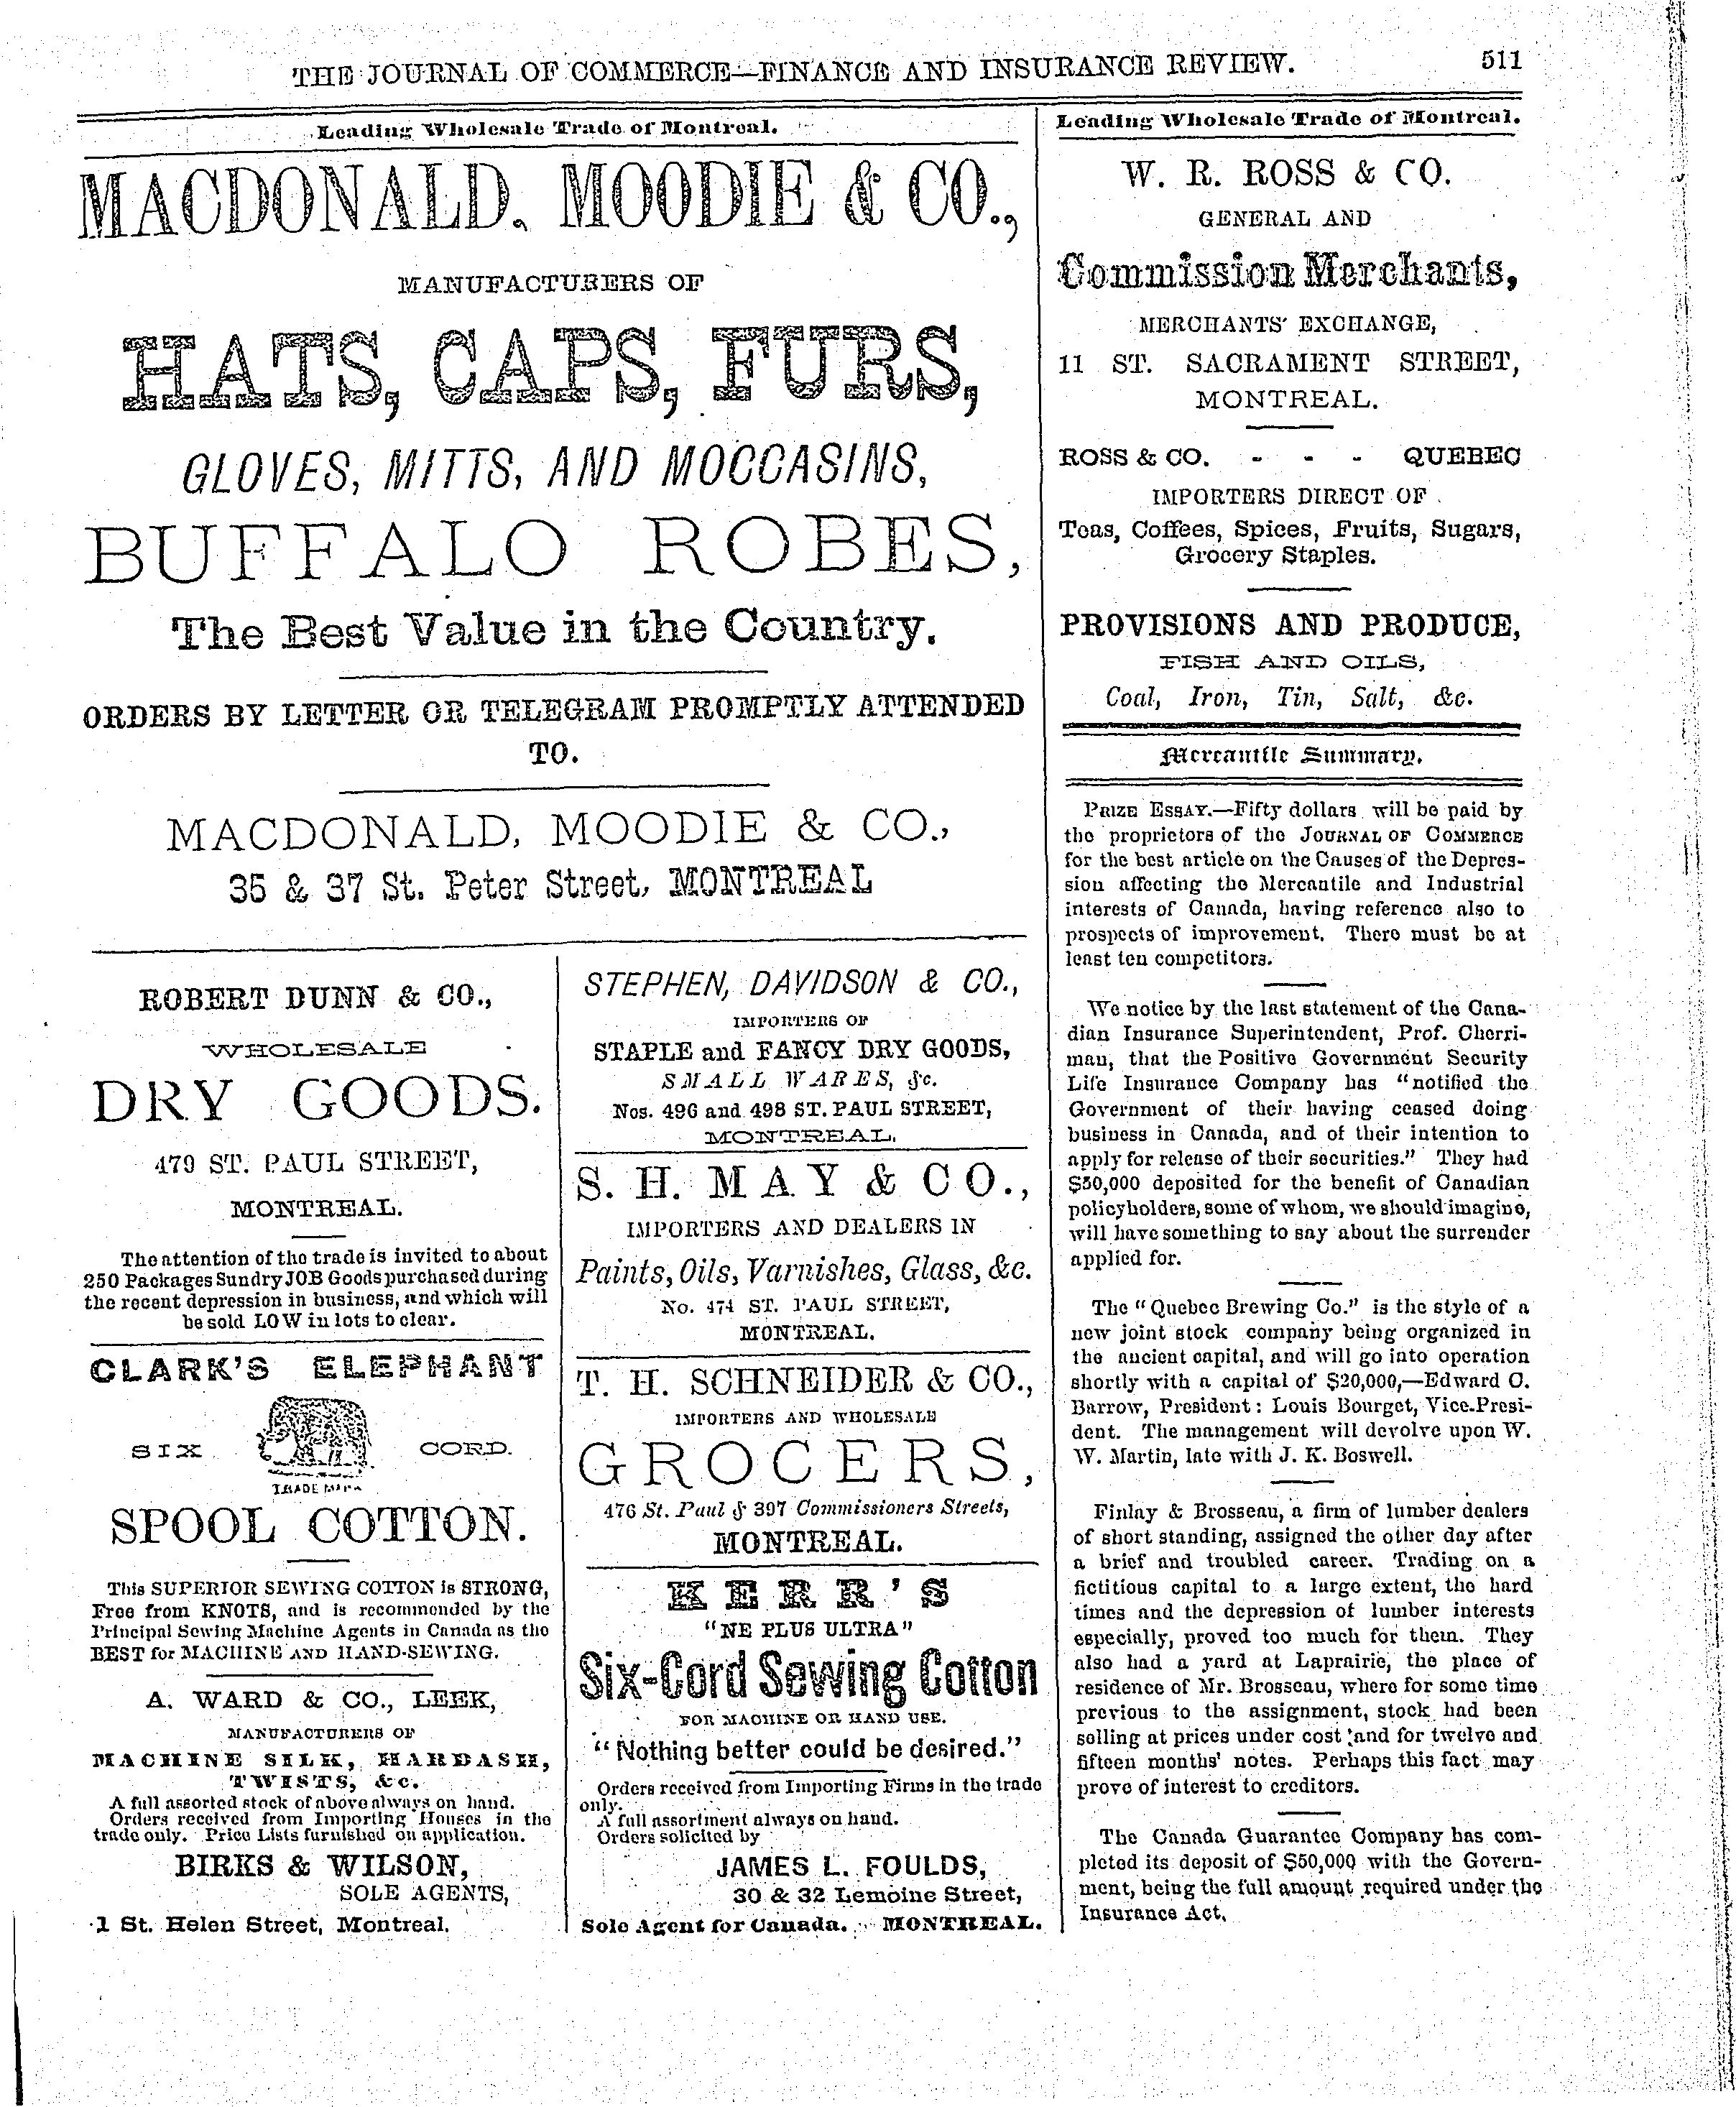 THE JOURNAL OF COMMERCE—FINANCE AND INSURANCE REVIEW. 511
Leading Wholesale Trade of Montreal.
MACDONALD, MOODIE & CO.,
MANUFACTURERS OF
HATS, CAPS, FURS,
GLOVES, MITTS, AND MOCCASINS,
BUFFALO ROBES,
The Best Value in the Country.
ORDERS BY LETTER OR TELEGRAM PROMPTLY ATTENDED
TO.
MACDONALD, MOODIE & CO.,
35 & 37 St. Peter Street, MONTREAL
ROBERT DUNN & CO.,
WHOLESALE
DRY GOODS.
479 ST. PAUL STREET,
MONTREAL.
The attention of the trade is invited to about
250 Packages Sundry JOB Goods purchased during
the recent depression in business, and which will
be sold LOW in lots to clear.
CLARK'S ELEPHANT
SIX CORD.
TRADE MARK
SPOOL COTTON.
This SUPERIOR SEWING COTTON is STRONG,
Free from KNOTS, and is recommended by the
Principal Sewing Machine Agents in Canada as the
BEST for MACHINE AND HAND-SEWING.
A. WARD & CO., LEEK,
MANUFACTURERS OF
MACHINE SILK, HARDASH,
TWISTS, &c.
A full assorted stock of above always on hand.
Orders received from Importing Houses in the
trade only. Price Lists furnished on application.
BIRKS & WILSON,
SOLE AGENTS,
1 St. Helen Street, Montreal.
STEPHEN, DAVIDSON & CO.,
IMPORTERS OF
STAPLE and FANCY DRY GOODS,
SMALL WARES, &c.
Nos. 496 and 498 ST. PAUL STREET,
MONTREAL.
S. H. MAY & CO.,
IMPORTERS AND DEALERS IN
Paints, Oils, Varnishes, Glass, &c.
No. 474 ST. PAUL STREET,
MONTREAL.
T. H. SCHNEIDER & CO.,
IMPORTERS AND WHOLESALE
GROCERS,
476 St. Paul & 397 Commissioners Streets,
MONTREAL.
KERR'S
"NE PLUS ULTRA"
Six-Cord Sewing Cotton
FOR MACHINE OR HAND USE.
"Nothing better could be desired."
Orders received from Importing Firms in the trade
only.
A full assortment always on hand.
Orders solicited by
JAMES L. FOULDS,
30 & 32 Lemoine Street,
Sole Agent for Canada. MONTREAL.
Leading Wholesale Trade of Montreal.
W. R. ROSS & CO.
GENERAL AND
Commission Merchants,
MERCHANTS' EXCHANGE,
11 ST. SACRAMENT STREET,
MONTREAL.
ROSS & CO. - - - QUEBEC
IMPORTERS DIRECT OF
Teas, Coffees, Spices, Fruits, Sugars,
Grocery Staples.
PROVISIONS AND PRODUCE,
FISH AND OILS,
Coal, Iron, Tin, Salt, &c.
Mercantile Summary.
PRIZE ESSAY.—Fifty dollars will be paid by
the proprietors of the JOURNAL OF COMMERCE
for the best article on the Causes of the Depres-
sion affecting the Mercantile and Industrial
interests of Canada, having reference also to
prospects of improvement. There must be at
least ten competitors.
We notice by the last statement of the Cana-
dian Insurance Superintendent, Prof. Cherri-
man, that the Positive Government Security
Life Insurance Company has "notified the
Government of their having ceased doing
business in Canada, and of their intention to
apply for release of their securities." They had
$50,000 deposited for the benefit of Canadian
policyholders, some of whom, we should imagine,
will have something to say about the surrender
applied for.
The "Quebec Brewing Co." is the style of a
new joint stock company being organized in
the ancient capital, and will go into operation
shortly with a capital of $20,000,—Edward C.
Barrow, President: Louis Bourget, Vice-Presi-
dent. The management will devolve upon W.
W. Martin, late with J. K. Boswell.
Finlay & Brosseau, a firm of lumber dealers
of short standing, assigned the other day after
a brief and troubled career. Trading on a
fictitious capital to a large extent, the hard
times and the depression of lumber interests
especially, proved too much for them. They
also had a yard at Laprairie, the place of
residence of Mr. Brosseau, where for some time
previous to the assignment, stock had been
selling at prices under cost and for twelve and
fifteen months' notes. Perhaps this fact may
prove of interest to creditors.
The Canada Guarantee Company has com-
pleted its deposit of $50,000 with the Govern-
ment, being the full amount required under the
Insurance Act.